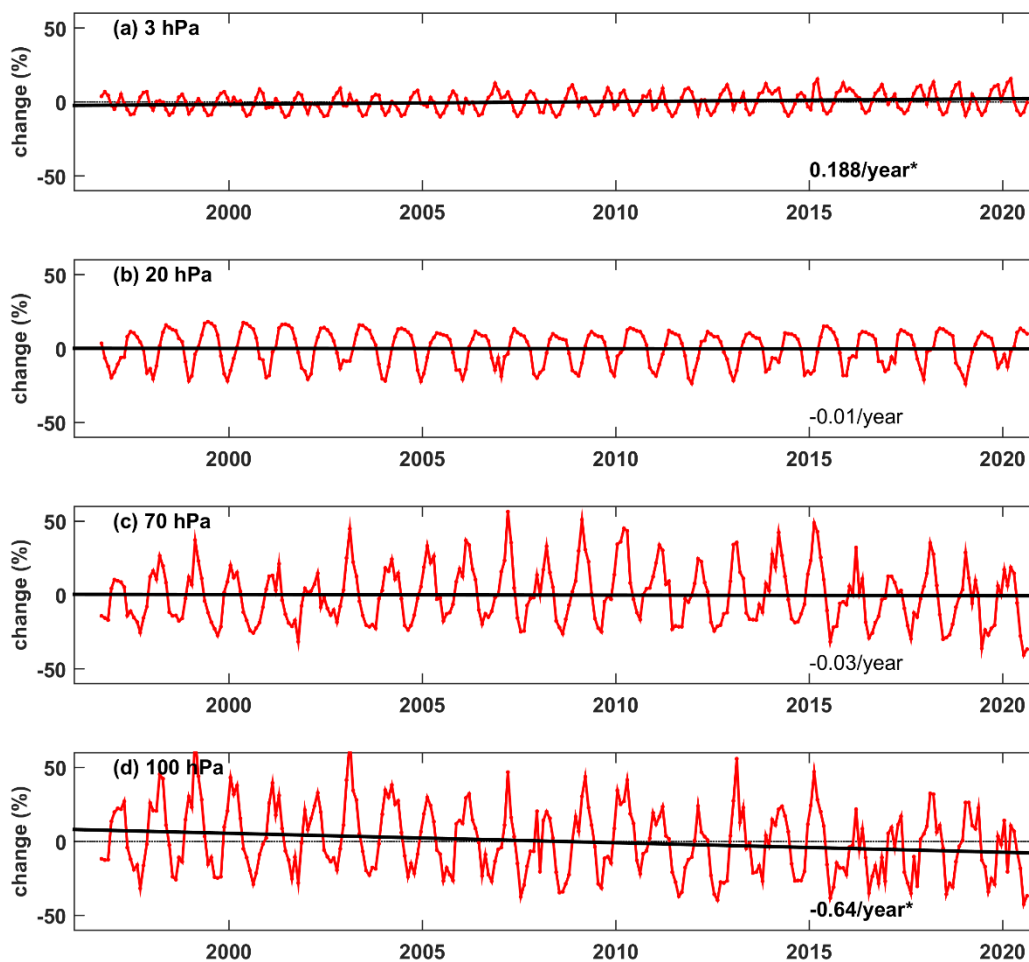 (a) 3 hPa
50
0
-50
change (%)
0.188/year*
2000 2005 2010 2015 2020
(b) 20 hPa
50
0
-50
change (%)
-0.01/year
2000 2005 2010 2015 2020
(c) 70 hPa
50
0
-50
change (%)
-0.03/year
2000 2005 2010 2015 2020
(d) 100 hPa
50
0
-50
change (%)
-0.64/year*
2000 2005 2010 2015 2020